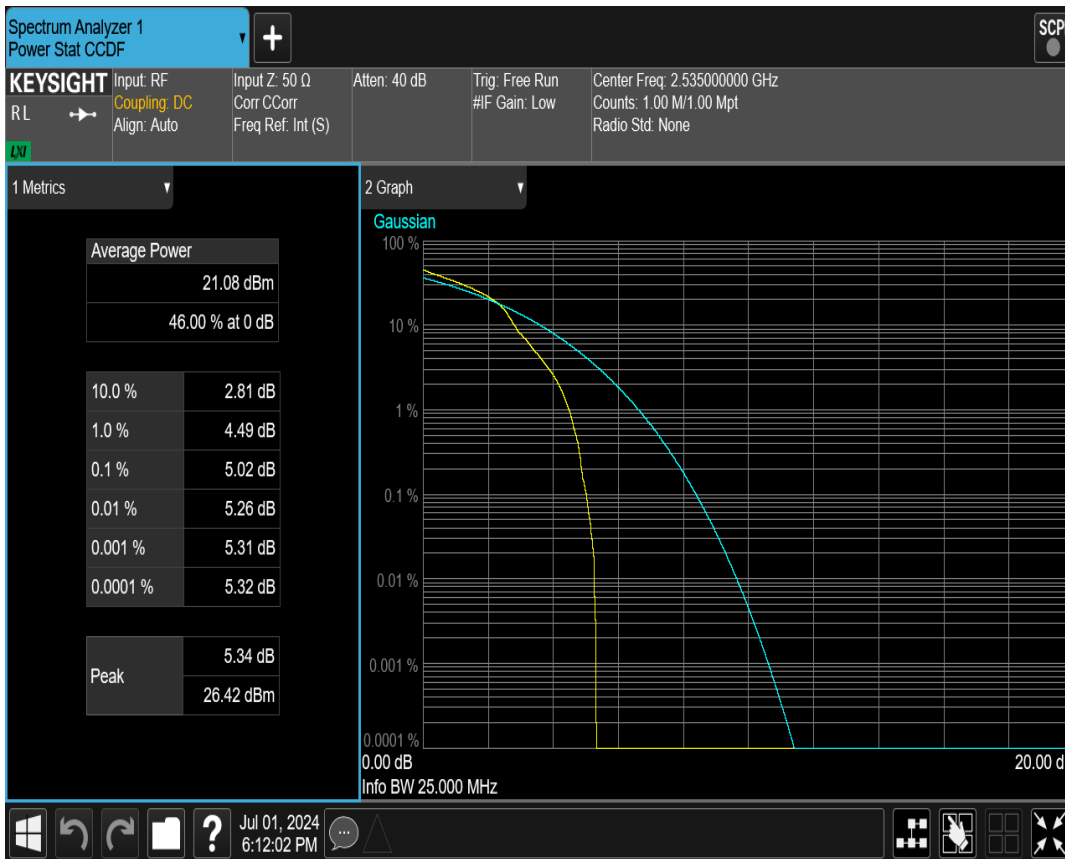 Spectrum Analyzer 1
Power Stat CCDF
+
SCP
KEYSIGHT
RL
LXI
Input: RF
Coupling: DC
Align: Auto
Input Z: 50 Ω
Corr CCorr
Freq Ref: Int (S)
Atten: 40 dB
Trig: Free Run
#IF Gain: Low
Center Freq: 2.535000000 GHz
Counts: 1.00 M/1.00 Mpt
Radio Std: None
1 Metrics
Average Power
21.08 dBm
46.00 % at 0 dB
10.0 % 2.81 dB
1.0 % 4.49 dB
0.1 % 5.02 dB
0.01 % 5.26 dB
0.001 % 5.31 dB
0.0001 % 5.32 dB
Peak
5.34 dB
26.42 dBm
2 Graph
Gaussian
100 %
10 %
1 %
0.1 %
0.01 %
0.001 %
0.0001 %
0.00 dB 20.00 d
Info BW 25.000 MHz
?
Jul 01, 2024
6:12:02 PM